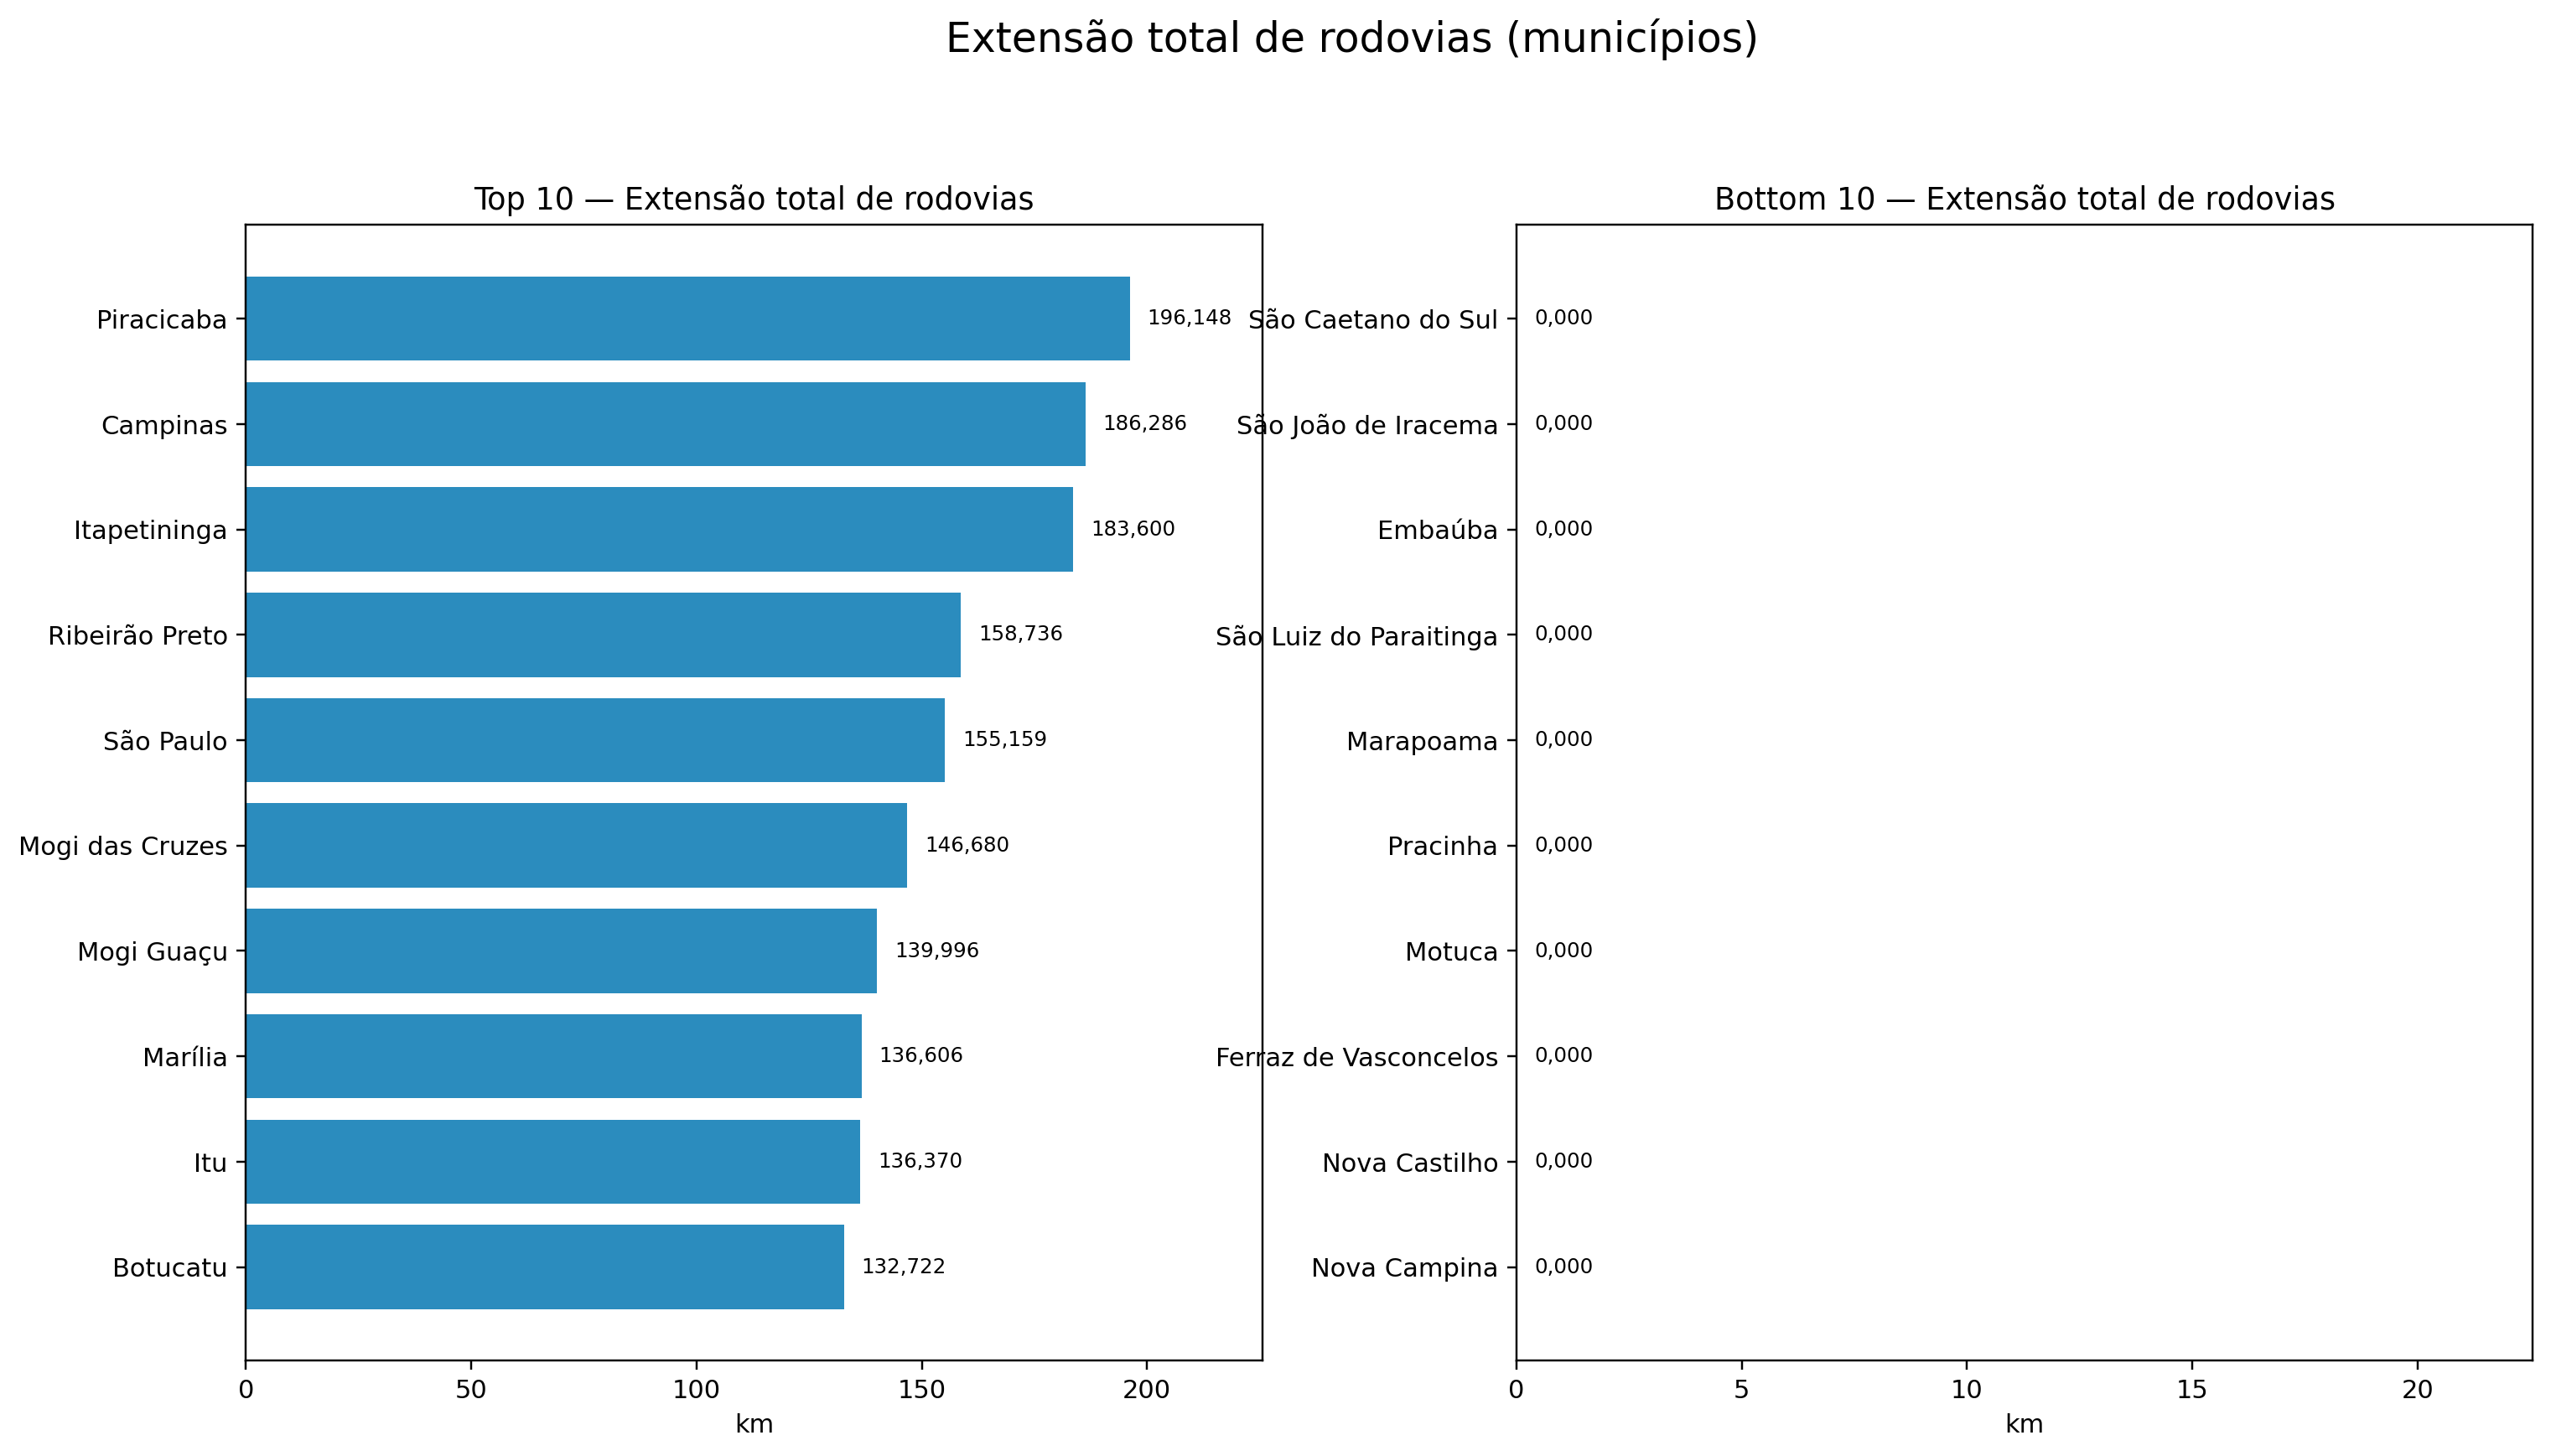 Extensão total de rodovias (municípios)
Top 10 — Extensão total de rodovias
Piracicaba 196,148
Campinas 186,286
Itapetininga 183,600
Ribeirão Preto 158,736
São Paulo 155,159
Mogi das Cruzes 146,680
Mogi Guaçu 139,996
Marília 136,606
Itu 136,370
Botucatu 132,722
0 50 100 150 200
km
Bottom 10 — Extensão total de rodovias
São Caetano do Sul 0,000
São João de Iracema 0,000
Embaúba 0,000
São Luiz do Paraitinga 0,000
Marapoama 0,000
Pracinha 0,000
Motuca 0,000
Ferraz de Vasconcelos 0,000
Nova Castilho 0,000
Nova Campina 0,000
0 5 10 15 20
km